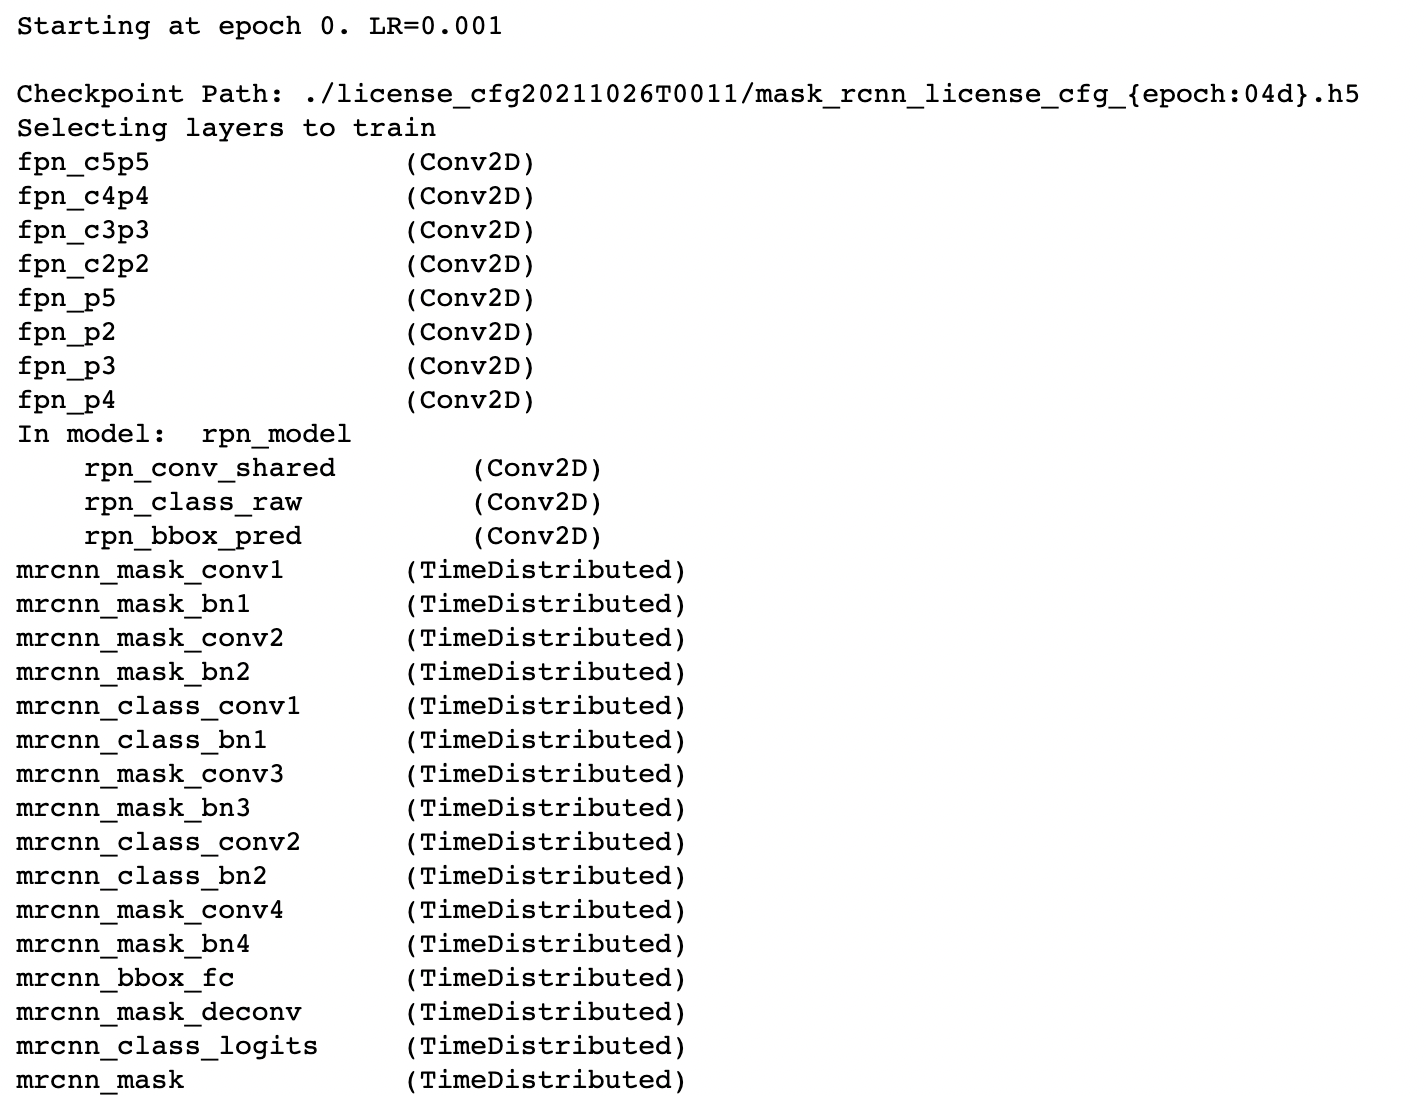 Starting at epoch 0. LR=0.001
Checkpoint Path: ./license_cfg20211026T0011/mask_rcnn_license_cfg_{epoch:04d}.h5
Selecting layers to train
fpn_c5p5 (Conv2D)
fpn_c4p4 (Conv2D)
fpn_c3p3 (Conv2D)
fpn_c2p2 (Conv2D)
fpn_p5 (Conv2D)
fpn_p2 (Conv2D)
fpn_p3 (Conv2D)
fpn_p4 (Conv2D)
In model: rpn_model
rpn_conv_shared (Conv2D)
rpn_class_raw (Conv2D)
rpn_bbox_pred (Conv2D)
mrcnn_mask_conv1 (TimeDistributed)
mrcnn_mask_bn1 (TimeDistributed)
mrcnn_mask_conv2 (TimeDistributed)
mrcnn_mask_bn2 (TimeDistributed)
mrcnn_class_conv1 (TimeDistributed)
mrcnn_class_bn1 (TimeDistributed)
mrcnn_mask_conv3 (TimeDistributed)
mrcnn_mask_bn3 (TimeDistributed)
mrcnn_class_conv2 (TimeDistributed)
mrcnn_class_bn2 (TimeDistributed)
mrcnn_mask_conv4 (TimeDistributed)
mrcnn_mask_bn4 (TimeDistributed)
mrcnn_bbox_fc (TimeDistributed)
mrcnn_mask_deconv (TimeDistributed)
mrcnn_class_logits (TimeDistributed)
mrcnn_mask (TimeDistributed)